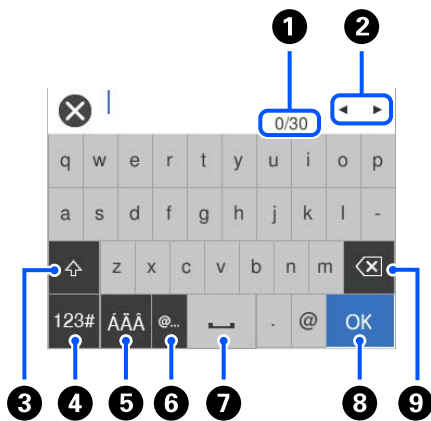 1 2
0/30 ◄ ►
q w e r t y u i o p
a s d f g h j k l -
z x c v b n m
123# ÁÄÂ @... . @ OK
3 4 5 6 7 8 9